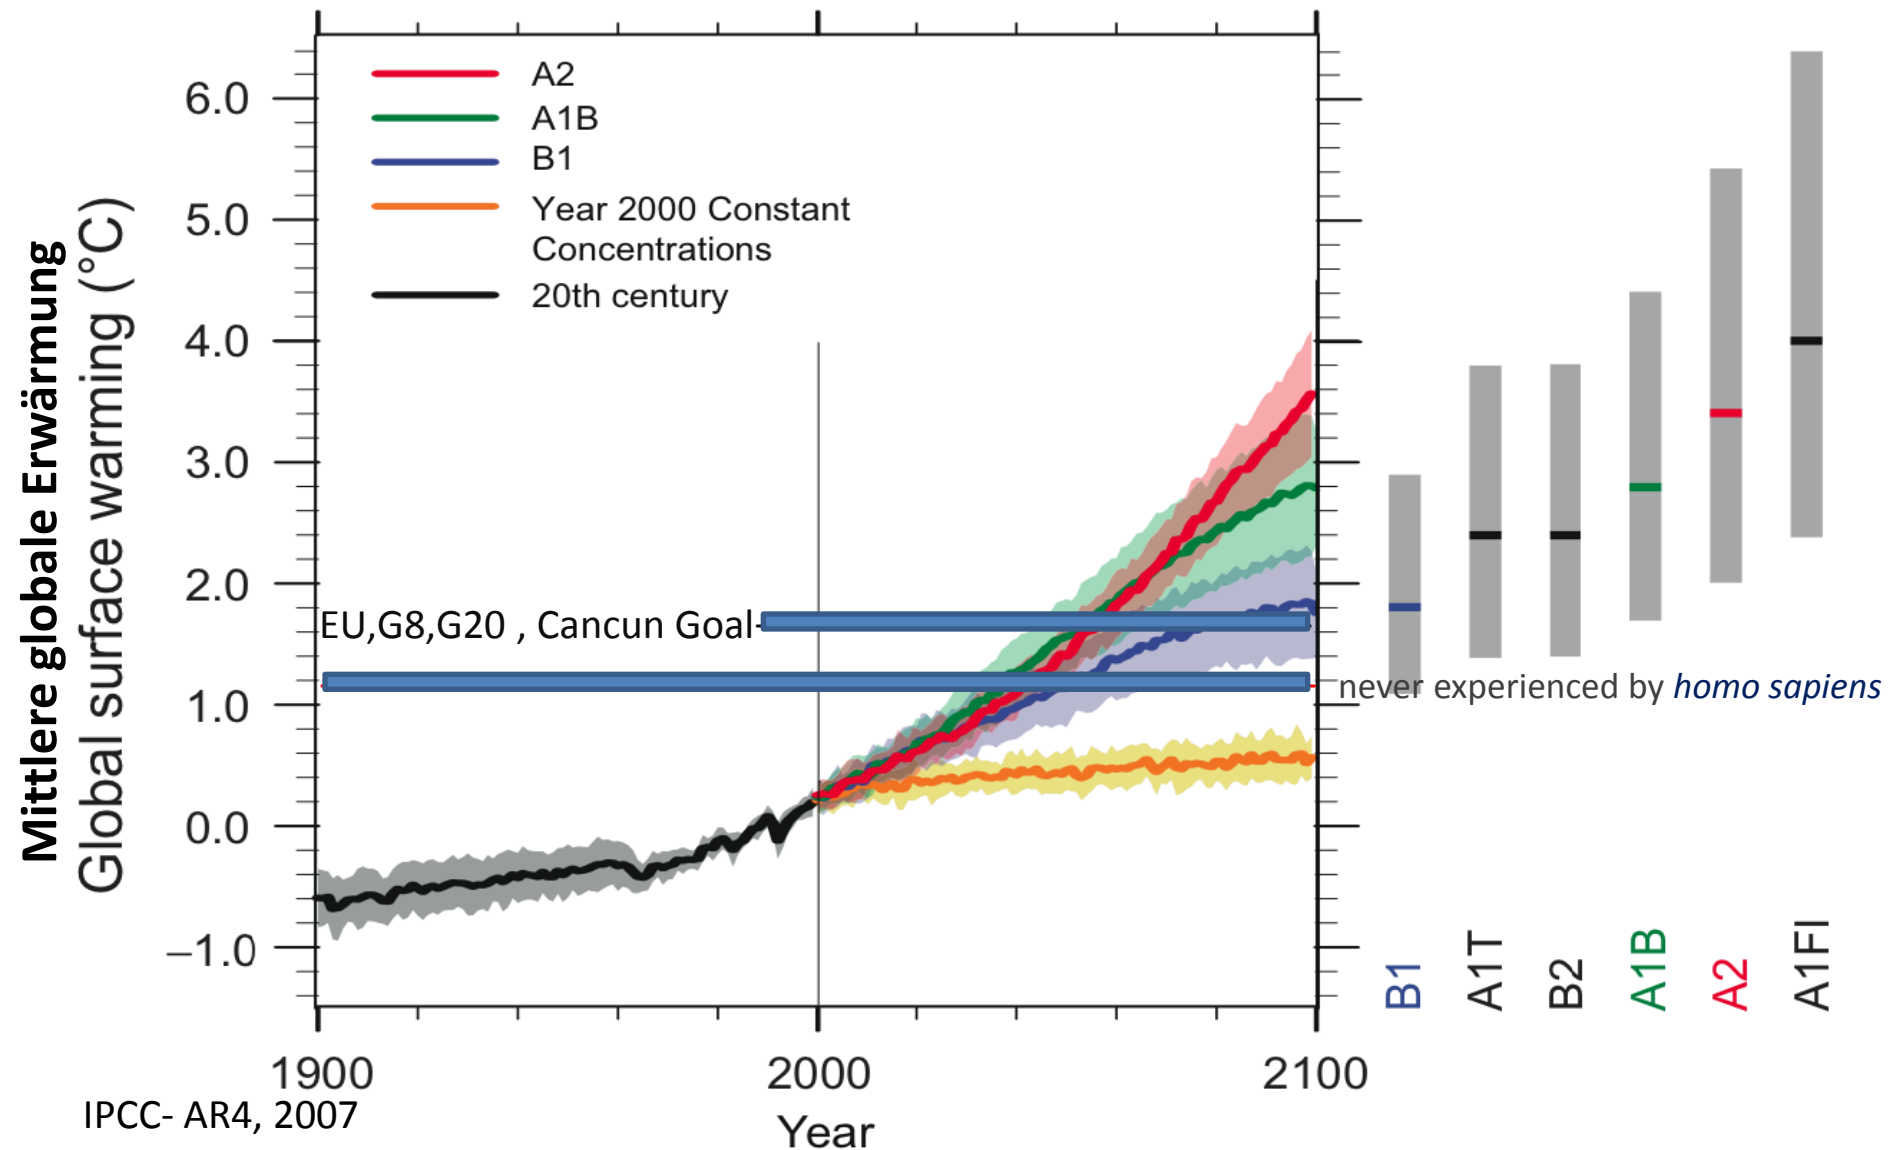 Mittlere globale Erwärmung
Global surface warming (°C)
6.0
5.0
4.0
3.0
2.0
1.0
0.0
−1.0
A2
A1B
B1
Year 2000 Constant
Concentrations
20th century
EU,G8,G20 , Cancun Goal
never experienced by homo sapiens
B1
A1T
B2
A1B
A2
A1FI
1900
2000
2100
Year
IPCC- AR4, 2007